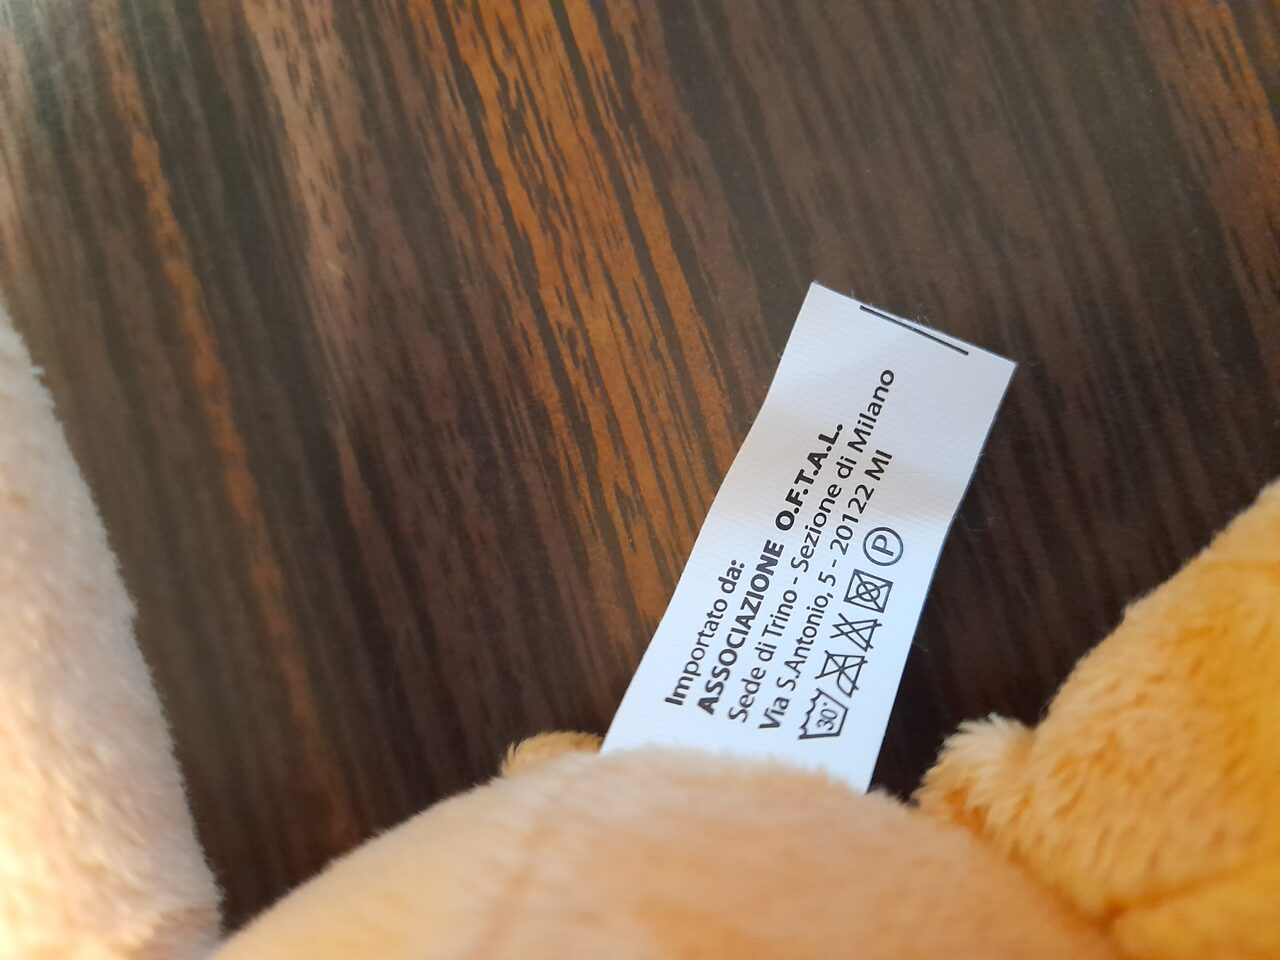 Importato da:
ASSOCIAZIONE O.F.T.A.L.
Sede di Trino - Sezione di Milano
Via S.Antonio, 5 - 20122 MI
30° P